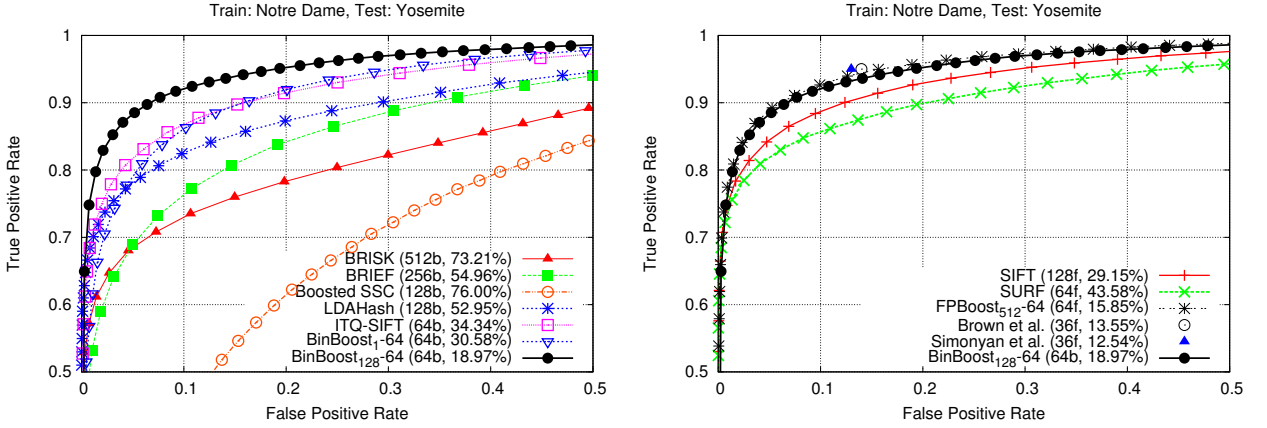 Train: Notre Dame, Test: Yosemite
True Positive Rate
1
0.9
0.8
0.7
0.6
0.5
BRISK (512b, 73.21%)
BRIEF (256b, 54.96%)
Boosted SSC (128b, 76.00%)
LDAHash (128b, 52.95%)
ITQ-SIFT (64b, 34.34%)
BinBoost1-64 (64b, 30.58%)
BinBoost128-64 (64b, 18.97%)
0 0.1 0.2 0.3 0.4 0.5
False Positive Rate
Train: Notre Dame, Test: Yosemite
True Positive Rate
1
0.9
0.8
0.7
0.6
0.5
SIFT (128f, 29.15%)
SURF (64f, 43.58%)
FPBoost512-64 (64f, 15.85%)
Brown et al. (36f, 13.55%)
Simonyan et al. (36f, 12.54%)
BinBoost128-64 (64b, 18.97%)
0 0.1 0.2 0.3 0.4 0.5
False Positive Rate